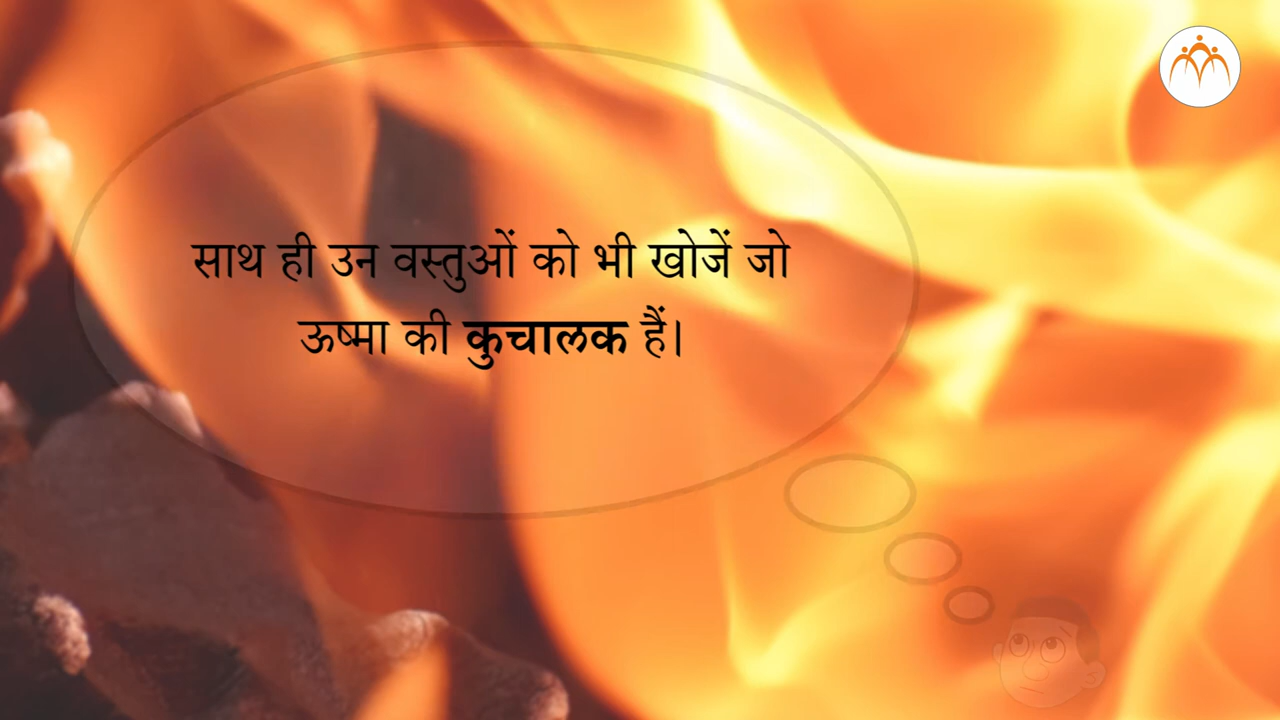 साथ ही उन वस्तुओं को भी खोजें जो
ऊष्मा की कुचालक हैं।